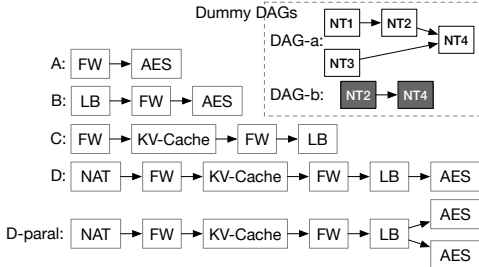 Dummy DAGs
DAG-a: NT1 NT2 NT4
NT3
DAG-b: NT2 NT4
A: FW AES
B: LB FW AES
C: FW KV-Cache FW LB
D: NAT FW KV-Cache FW LB AES
D-paral: NAT FW KV-Cache FW LB AES
AES